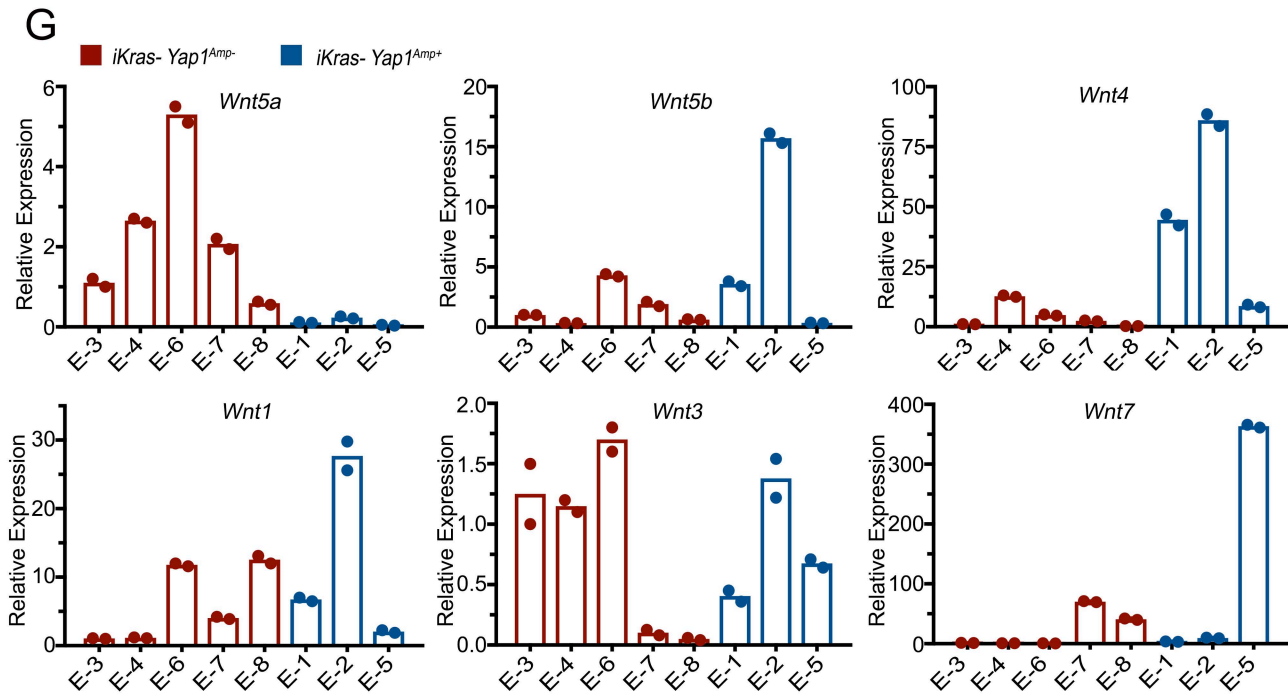 G
iKras- Yap1^Amp- iKras- Yap1^Amp+
Wnt5a
Relative Expression
6
4
2
0
E-3 E-4 E-6 E-7 E-8 E-1 E-2 E-5
Wnt5b
Relative Expression
20
15
10
5
0
E-3 E-4 E-6 E-7 E-8 E-1 E-2 E-5
Wnt4
Relative Expression
100
75
50
25
0
E-3 E-4 E-6 E-7 E-8 E-1 E-2 E-5
Wnt1
Relative Expression
30
20
10
0
E-3 E-4 E-6 E-7 E-8 E-1 E-2 E-5
Wnt3
Relative Expression
2.0
1.5
1.0
0.5
0.0
E-3 E-4 E-6 E-7 E-8 E-1 E-2 E-5
Wnt7
Relative Expression
400
300
200
100
0
E-3 E-4 E-6 E-7 E-8 E-1 E-2 E-5